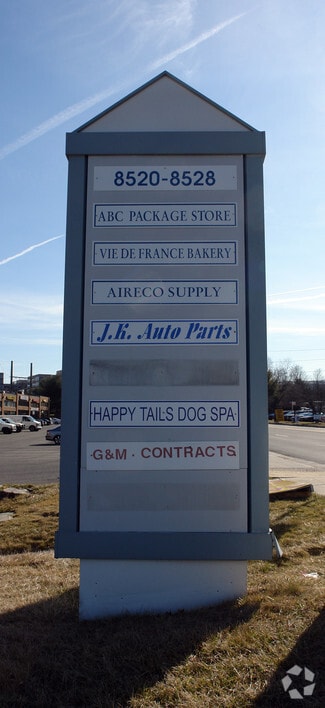 8520-8528
ABC PACKAGE STORE
VIE DE FRANCE BAKERY
AIRECO SUPPLY
J.K. Auto Parts
HAPPY TAILS DOG SPA
G&M · CONTRACTS